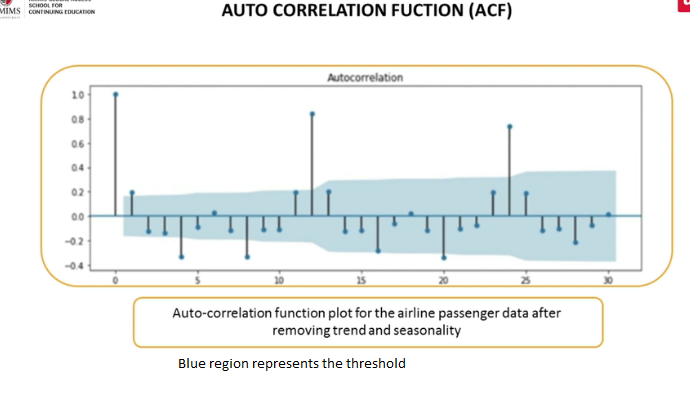 SCHOOL FOR
MIMS CONTINUING EDUCATION
AUTO CORRELATION FUCTION (ACF)
Autocorrelation
1.0
0.8
0.6
0.4
0.2
0.0
−0.2
−0.4
0 5 10 15 20 25 30
Auto-correlation function plot for the airline passenger data after
removing trend and seasonality
Blue region represents the threshold